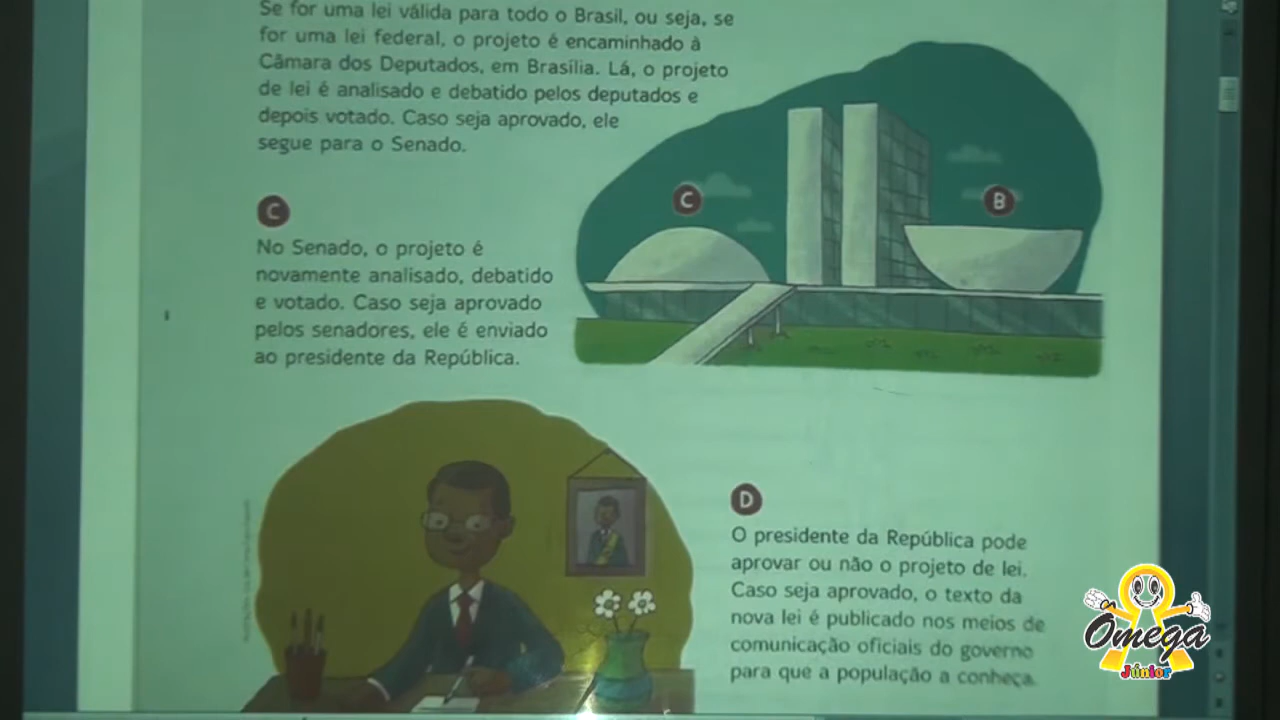 Se for uma lei válida para todo o Brasil, ou seja, se
for uma lei federal, o projeto é encaminhado à
Câmara dos Deputados, em Brasília. Lá, o projeto
de lei é analisado e debatido pelos deputados e
depois votado. Caso seja aprovado, ele
segue para o Senado.
C
No Senado, o projeto é
novamente analisado, debatido
e votado. Caso seja aprovado
pelos senadores, ele é enviado
ao presidente da República.
C
B
D
O presidente da República pode
aprovar ou não o projeto de lei.
Caso seja aprovado, o texto da
nova lei é publicado nos meios de
comunicação oficiais do governo
para que a população a conheça.
Omega
Júnior